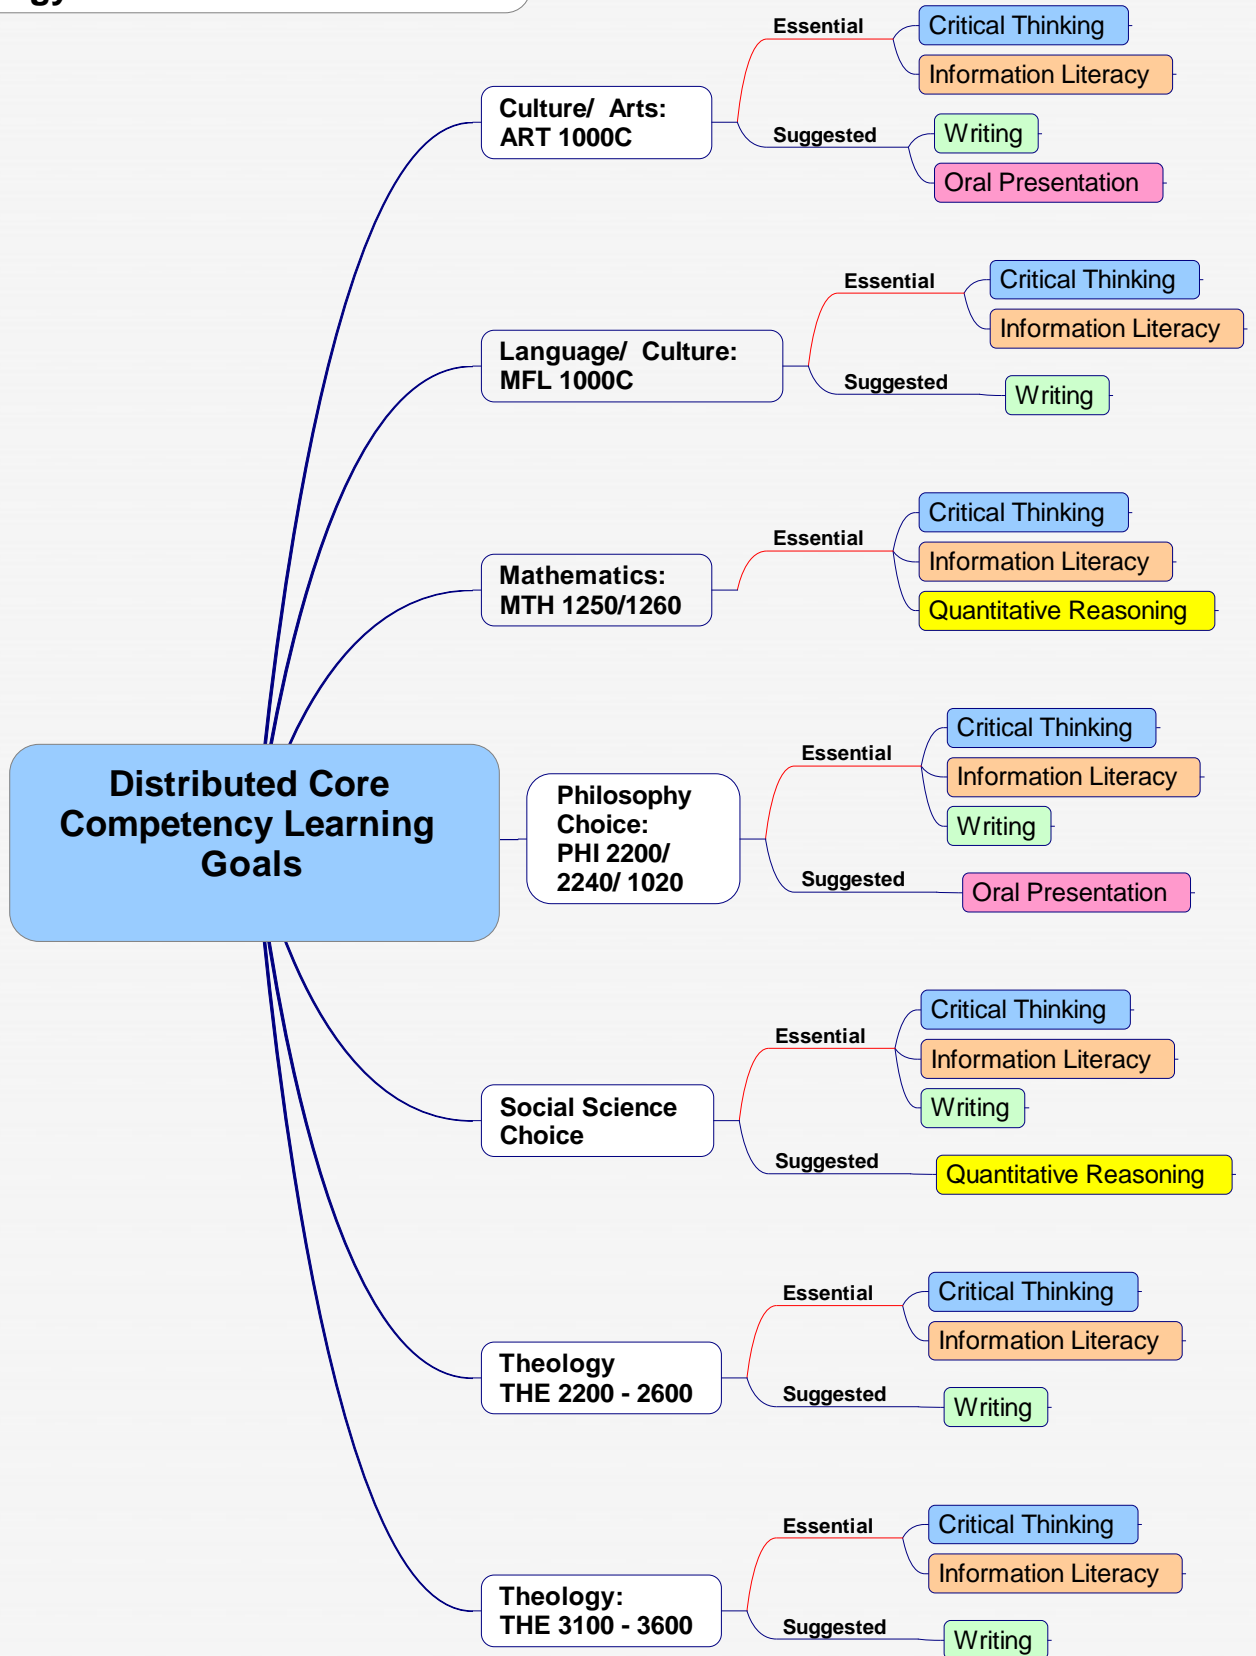 gy
Essential
Critical Thinking
Information Literacy
Culture/ Arts:
ART 1000C
Suggested
Writing
Oral Presentation
Essential
Critical Thinking
Information Literacy
Language/ Culture:
MFL 1000C
Suggested
Writing
Essential
Critical Thinking
Information Literacy
Quantitative Reasoning
Mathematics:
MTH 1250/1260
Distributed Core
Competency Learning
Goals
Philosophy
Choice:
PHI 2200/
2240/ 1020
Essential
Critical Thinking
Information Literacy
Writing
Suggested
Oral Presentation
Social Science
Choice
Essential
Critical Thinking
Information Literacy
Writing
Suggested
Quantitative Reasoning
Theology
THE 2200 - 2600
Essential
Critical Thinking
Information Literacy
Suggested
Writing
Theology:
THE 3100 - 3600
Essential
Critical Thinking
Information Literacy
Suggested
Writing